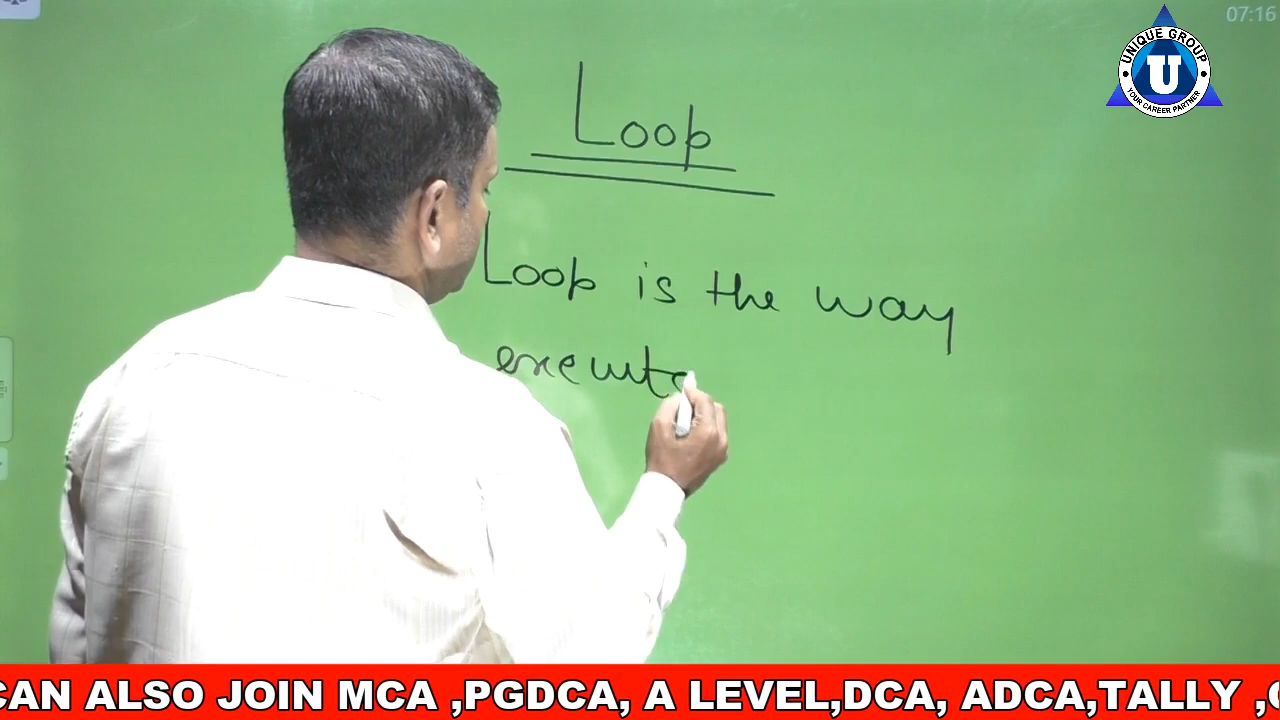 07:16
UNIQUE GROUP
U
YOUR CAREER PARTNER
Loop
Loop is the way
execute
CAN ALSO JOIN MCA ,PGDCA, A LEVEL,DCA, ADCA,TALLY ,